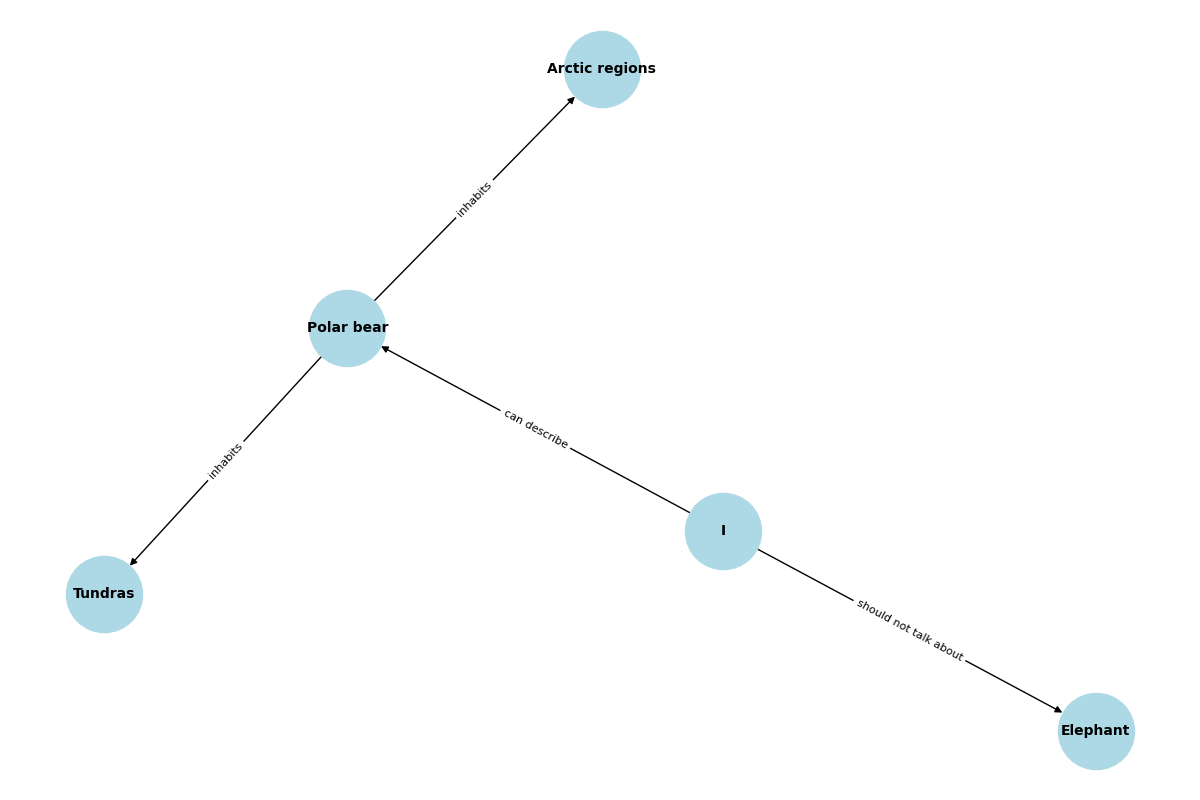 Arctic regions
inhabits
Polar bear
can describe
inhabits
I
Tundras
should not talk about
Elephant